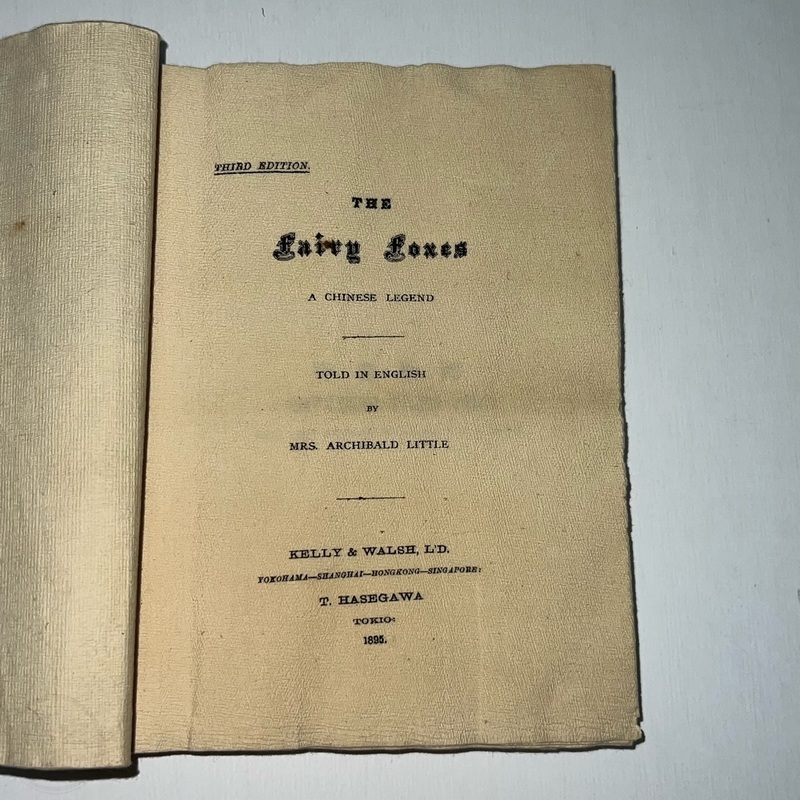 THIRD EDITION.
THE
Fairy Foxes
A CHINESE LEGEND
TOLD IN ENGLISH
BY
MRS. ARCHIBALD LITTLE
KELLY & WALSH, L'D.
YOKOHAMA—SHANGHAI—HONGKONG—SINGAPORE:
T. HASEGAWA
TOKIO:
1895.